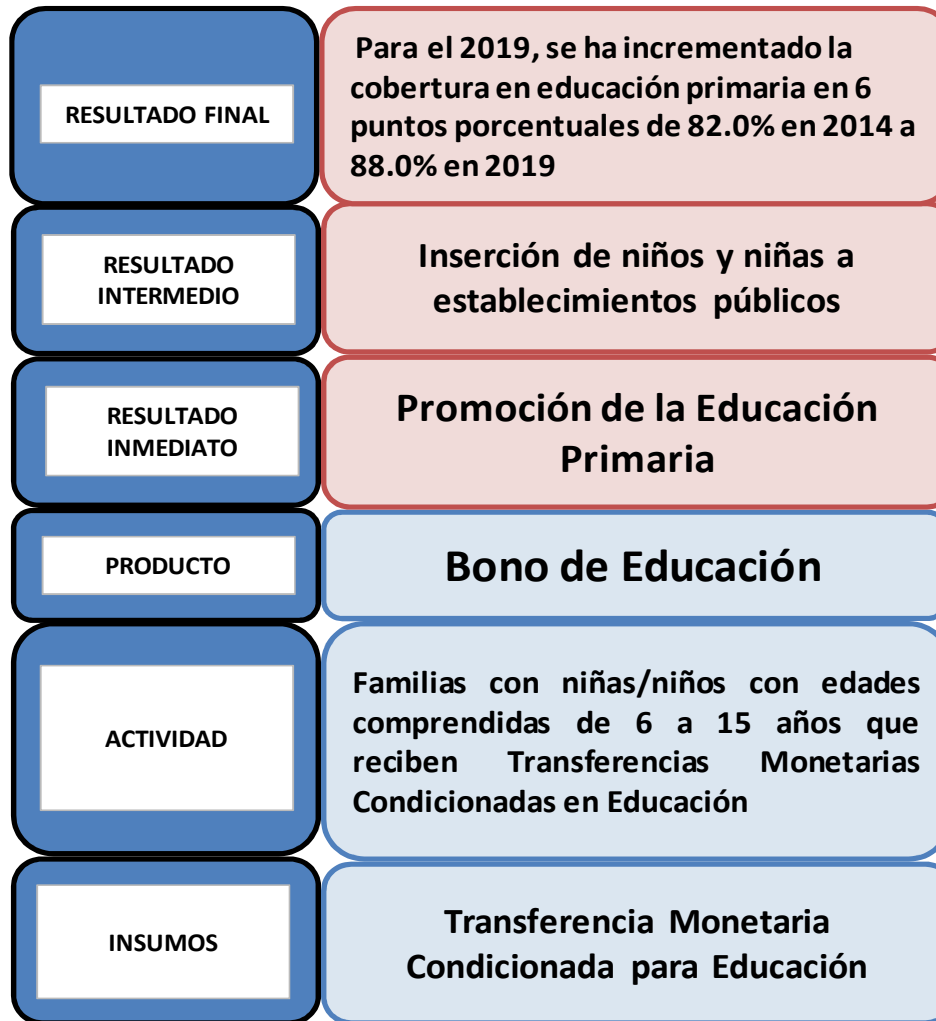 RESULTADO FINAL
Para el 2019, se ha incrementado la
cobertura en educación primaria en 6
puntos porcentuales de 82.0% en 2014 a
88.0% en 2019
RESULTADO
INTERMEDIO
Inserción de niños y niñas a
establecimientos públicos
RESULTADO
INMEDIATO
Promoción de la Educación
Primaria
PRODUCTO
Bono de Educación
ACTIVIDAD
Familias con niñas/niños con edades
comprendidas de 6 a 15 años que
reciben Transferencias Monetarias
Condicionadas en Educación
INSUMOS
Transferencia Monetaria
Condicionada para Educación